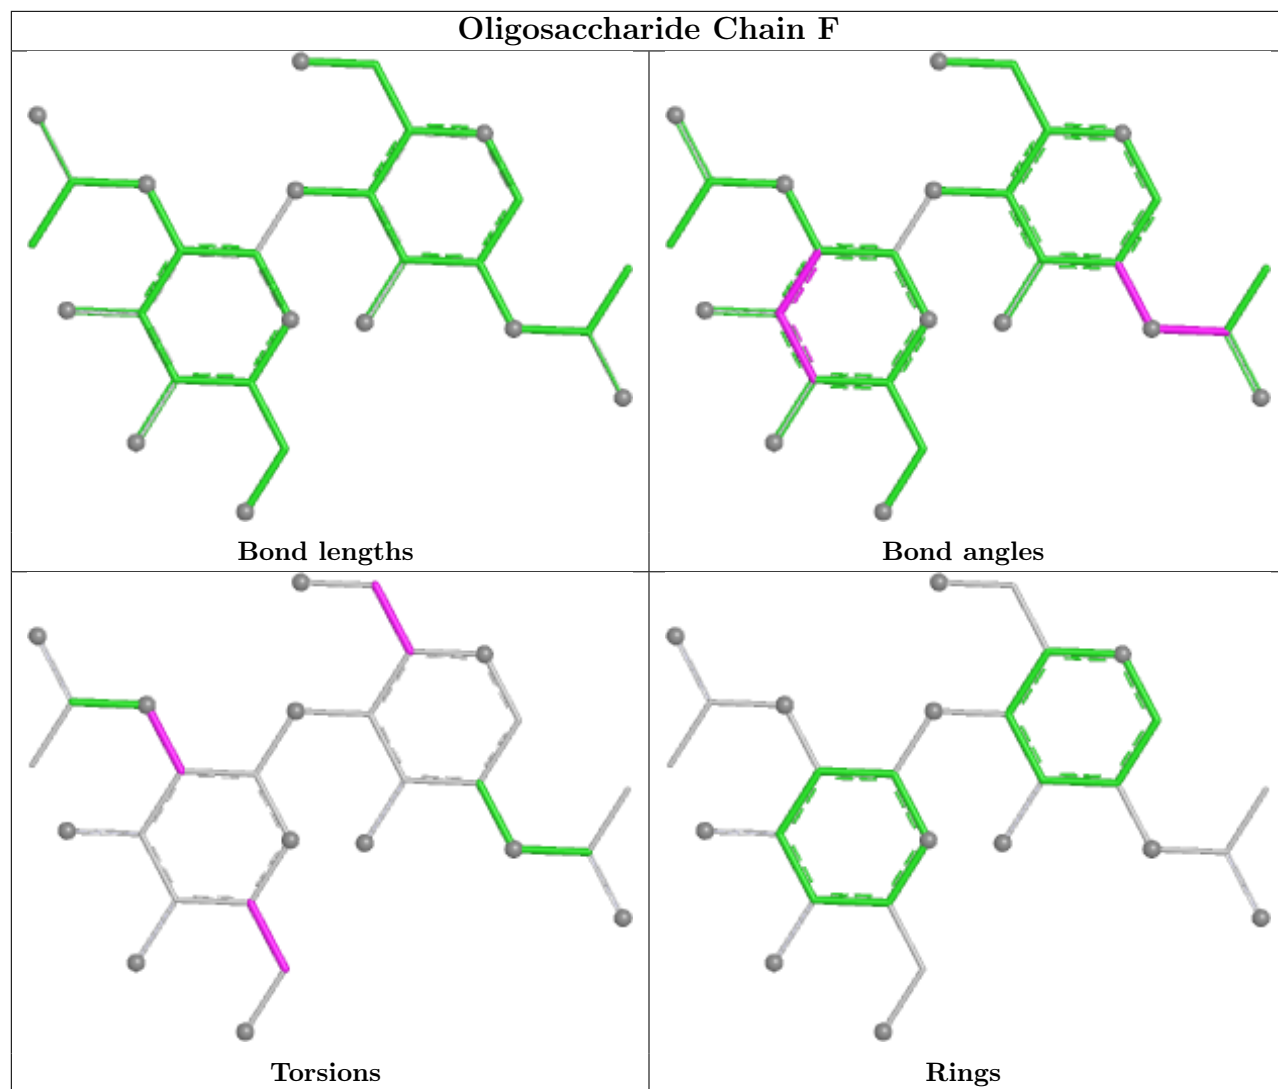 Oligosaccharide Chain F
Bond lengths
Bond angles
Torsions
Rings